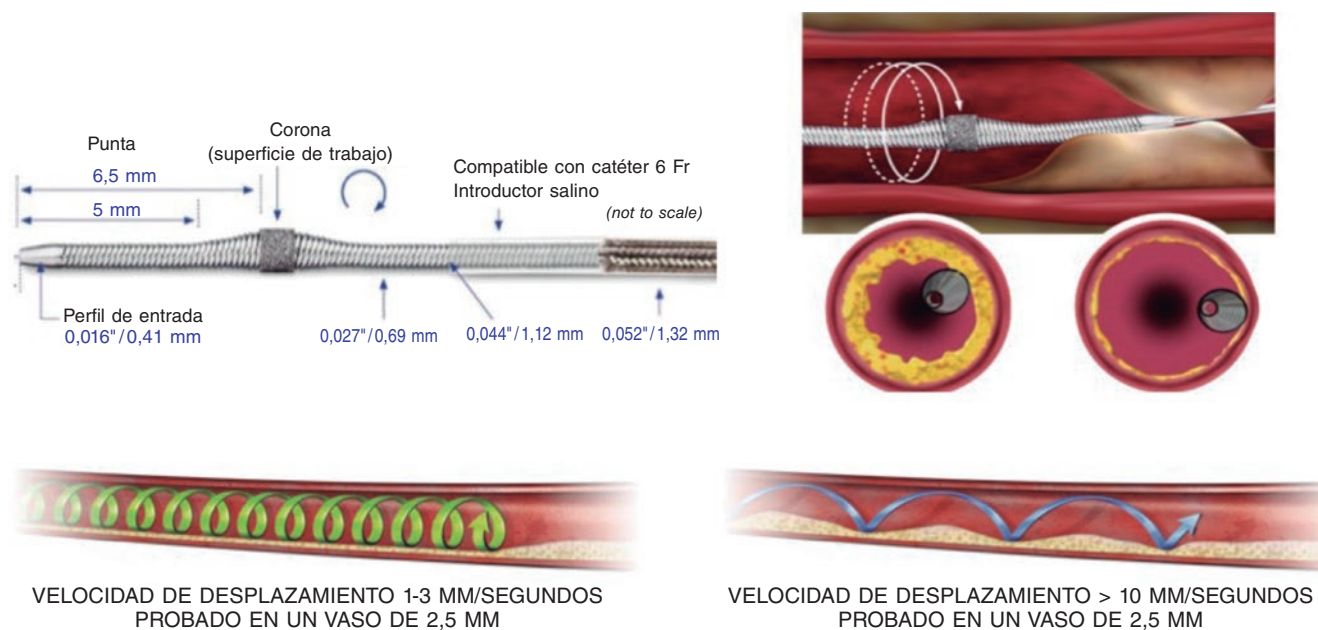 Punta
6,5 mm
5 mm
Corona
(superficie de trabajo)
Compatible con catéter 6 Fr
Introductor salino
(not to scale)
Perfil de entrada
0,016"/0,41 mm
0,027"/0,69 mm
0,044"/1,12 mm
0,052"/1,32 mm
VELOCIDAD DE DESPLAZAMIENTO 1-3 MM/SEGUNDOS
PROBADO EN UN VASO DE 2,5 MM
VELOCIDAD DE DESPLAZAMIENTO > 10 MM/SEGUNDOS
PROBADO EN UN VASO DE 2,5 MM